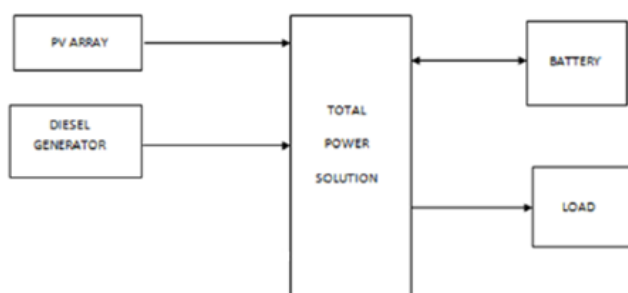 PV ARRAY
DIESEL
GENERATOR
TOTAL
POWER
SOLUTION
BATTERY
LOAD